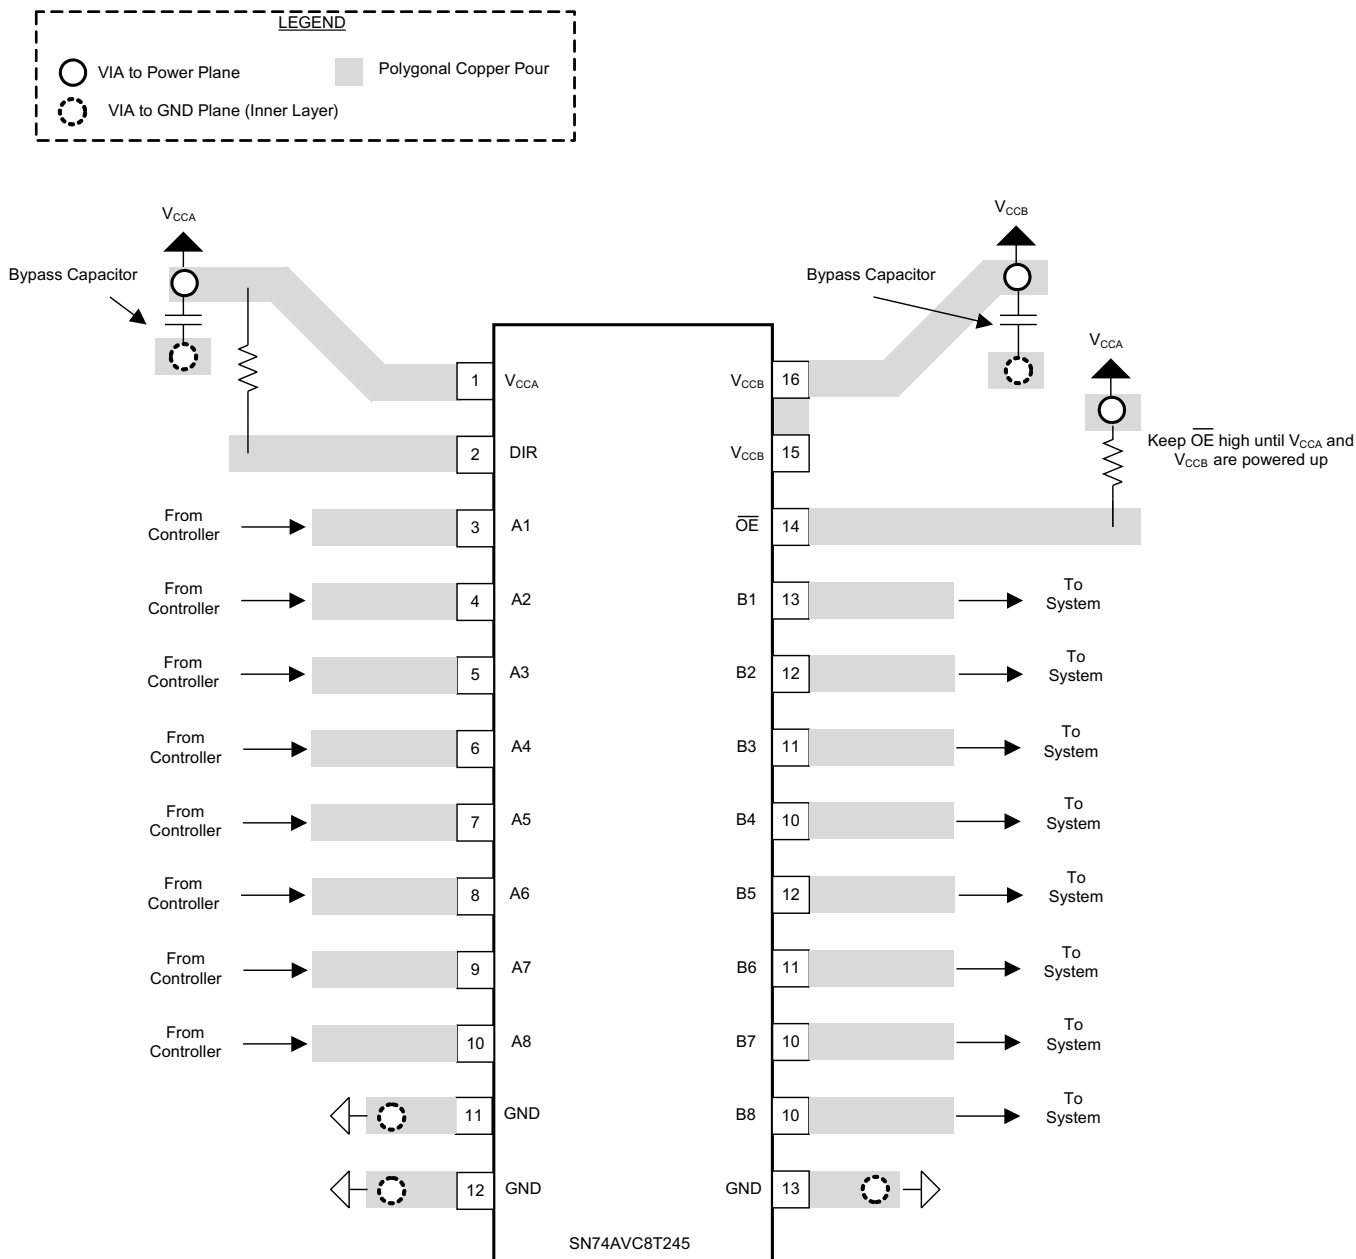 LEGEND
VIA to Power Plane
Polygonal Copper Pour
VIA to GND Plane (Inner Layer)
VCCA
Bypass Capacitor
VCCB
Bypass Capacitor
VCCA
Keep O̅E̅ high until VCCA and
VCCB are powered up
1 VCCA
VCCB 16
2 DIR
VCCB 15
From
Controller
3 A1
O̅E̅ 14
From
Controller
4 A2
B1 13
To
System
From
Controller
5 A3
B2 12
To
System
From
Controller
6 A4
B3 11
To
System
From
Controller
7 A5
B4 10
To
System
From
Controller
8 A6
B5 12
To
System
From
Controller
9 A7
B6 11
To
System
From
Controller
10 A8
B7 10
To
System
11 GND
B8 10
To
System
12 GND
GND 13
SN74AVC8T245